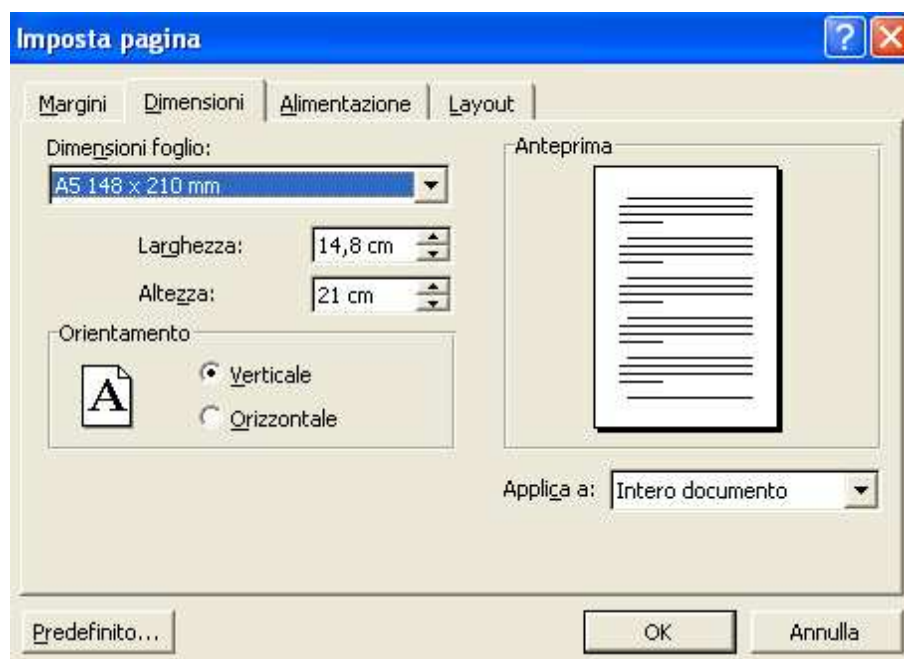 Imposta pagina
Margini Dimensioni Alimentazione Layout
Dimensioni foglio:
A5 148 x 210 mm
Larghezza: 14,8 cm
Altezza: 21 cm
Orientamento
A
Verticale
Orizzontale
Anteprima
Applica a: Intero documento
Predefinito... OK Annulla